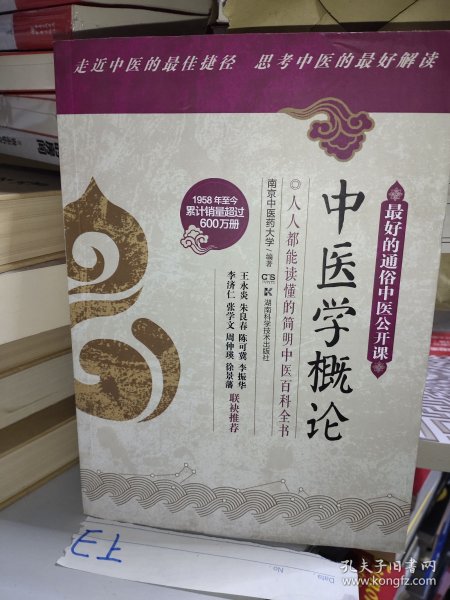 走近中医的最佳捷径 思考中医的最好解读
最好的通俗中医公开课
中医学概论
◎人人都能读懂的简明中医百科全书
南京中医药大学/编著
CS
K
湖南科学技术出版社
1958年至今
累计销量超过
600万册
王永炎 朱良春 陈可冀 李振华
李济仁 张学文 周仲瑛 徐景藩 联袂推荐
No
Date
孔夫子旧书网
www.kongfz.com